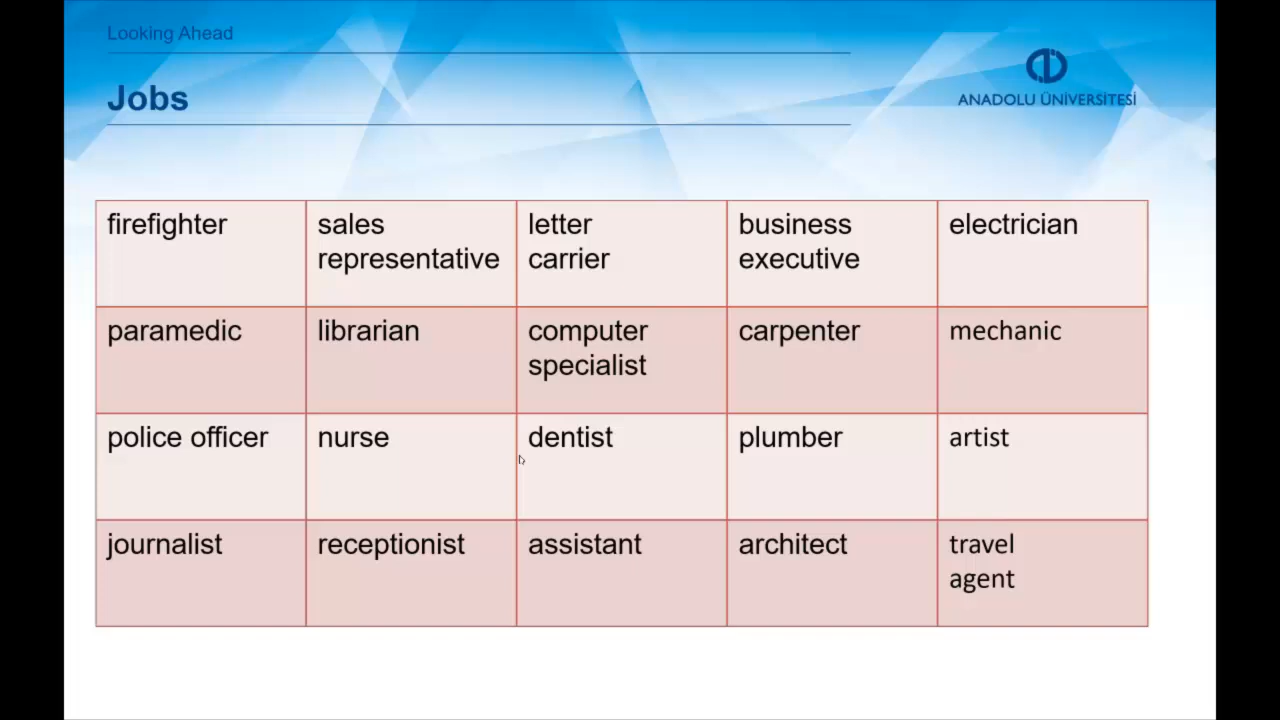 Looking Ahead
Jobs
ANADOLU ÜNİVERSİTESİ
firefighter
sales
representative
letter
carrier
business
executive
electrician
paramedic
librarian
computer
specialist
carpenter
mechanic
police officer
nurse
dentist
plumber
artist
journalist
receptionist
assistant
architect
travel
agent